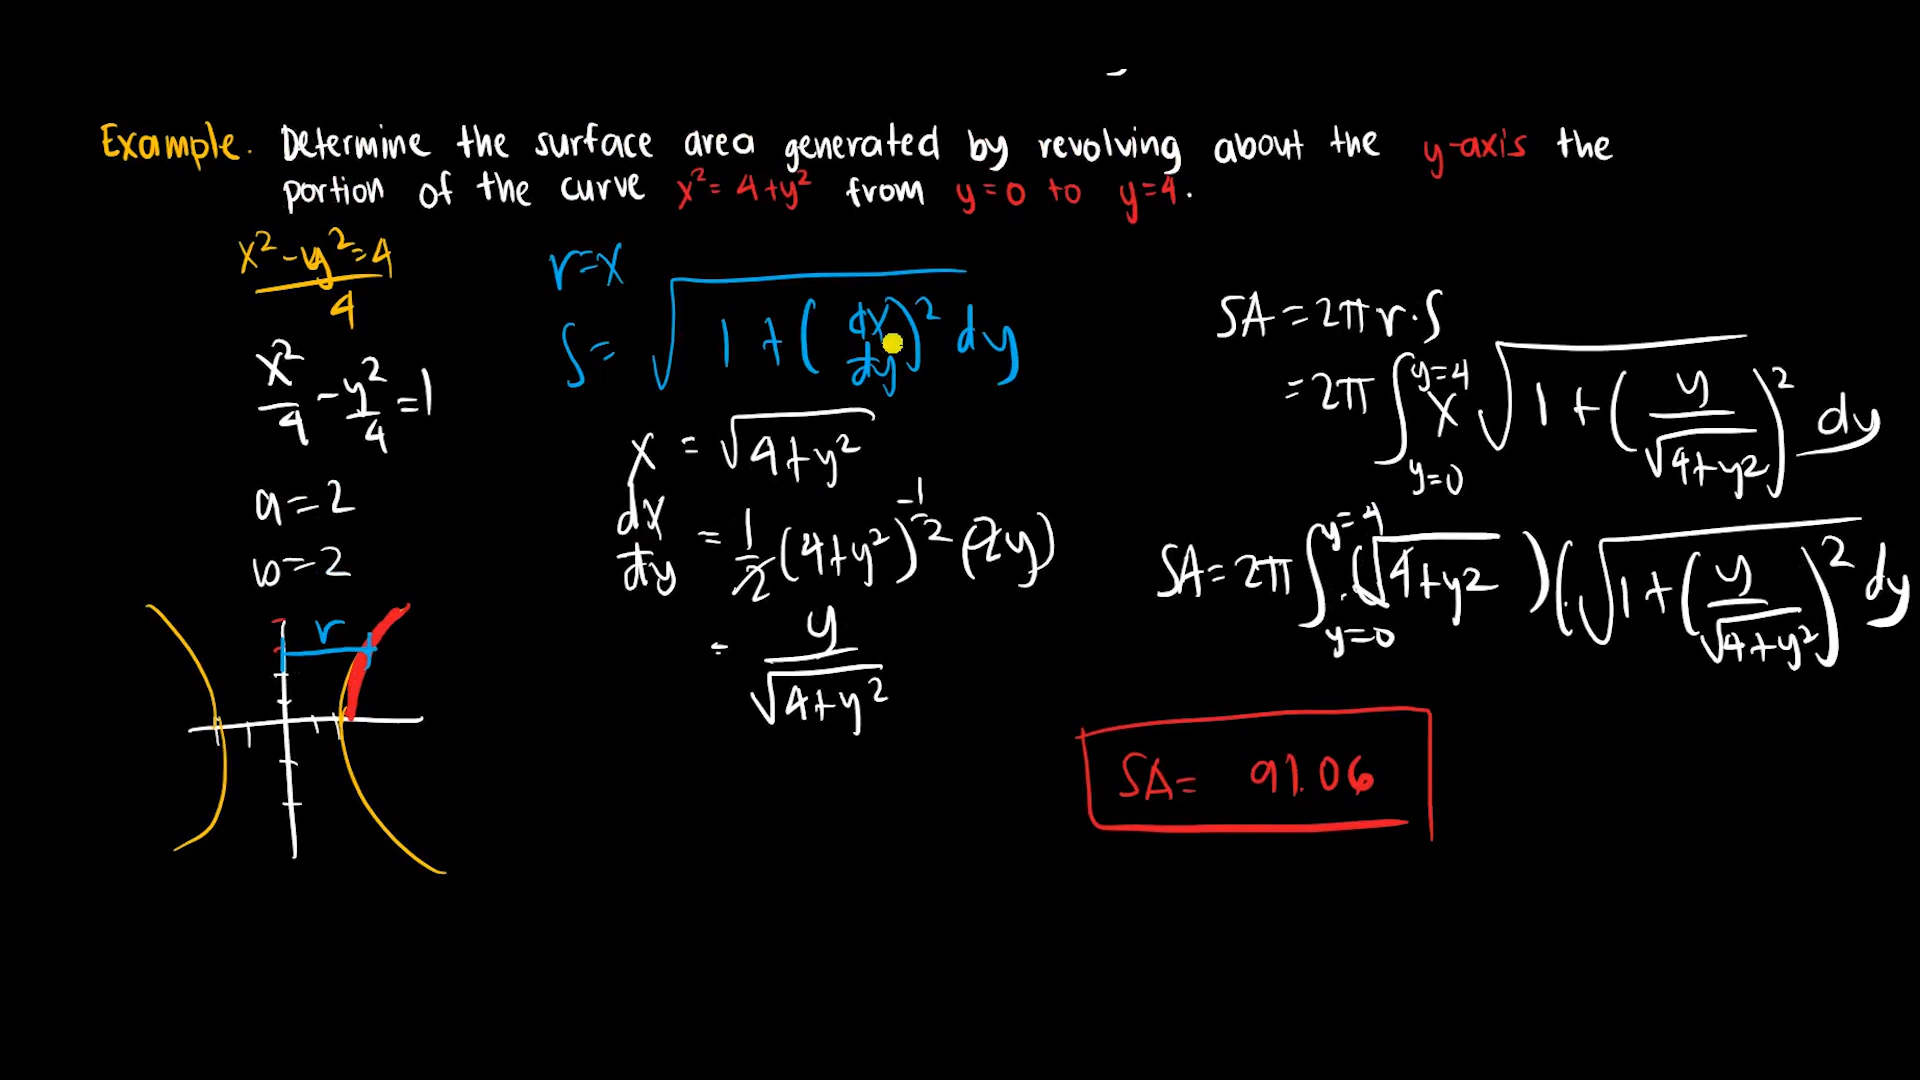 Example. Determine the surface area generated by revolving about the y-axis the
portion of the curve x² = 4+y² from y=0 to y=4.
x² - y² = 4
4
x²/4 - y²/4 = 1
a = 2
b = 2
r
r = x
S = √(1 + (dx/dy)²) dy
x = √(4+y²)
dx/dy = 1/2 (4+y²)^(-1/2) (2y)
= y/√(4+y²)
SA = 2π r · S
= 2π ∫_{y=0}^{y=4} x √(1 + (y/√(4+y²))²) dy
SA = 2π ∫_{y=0}^{y=4} (√(4+y²)) (√(1 + (y/√(4+y²))²) dy
SA = 91.06